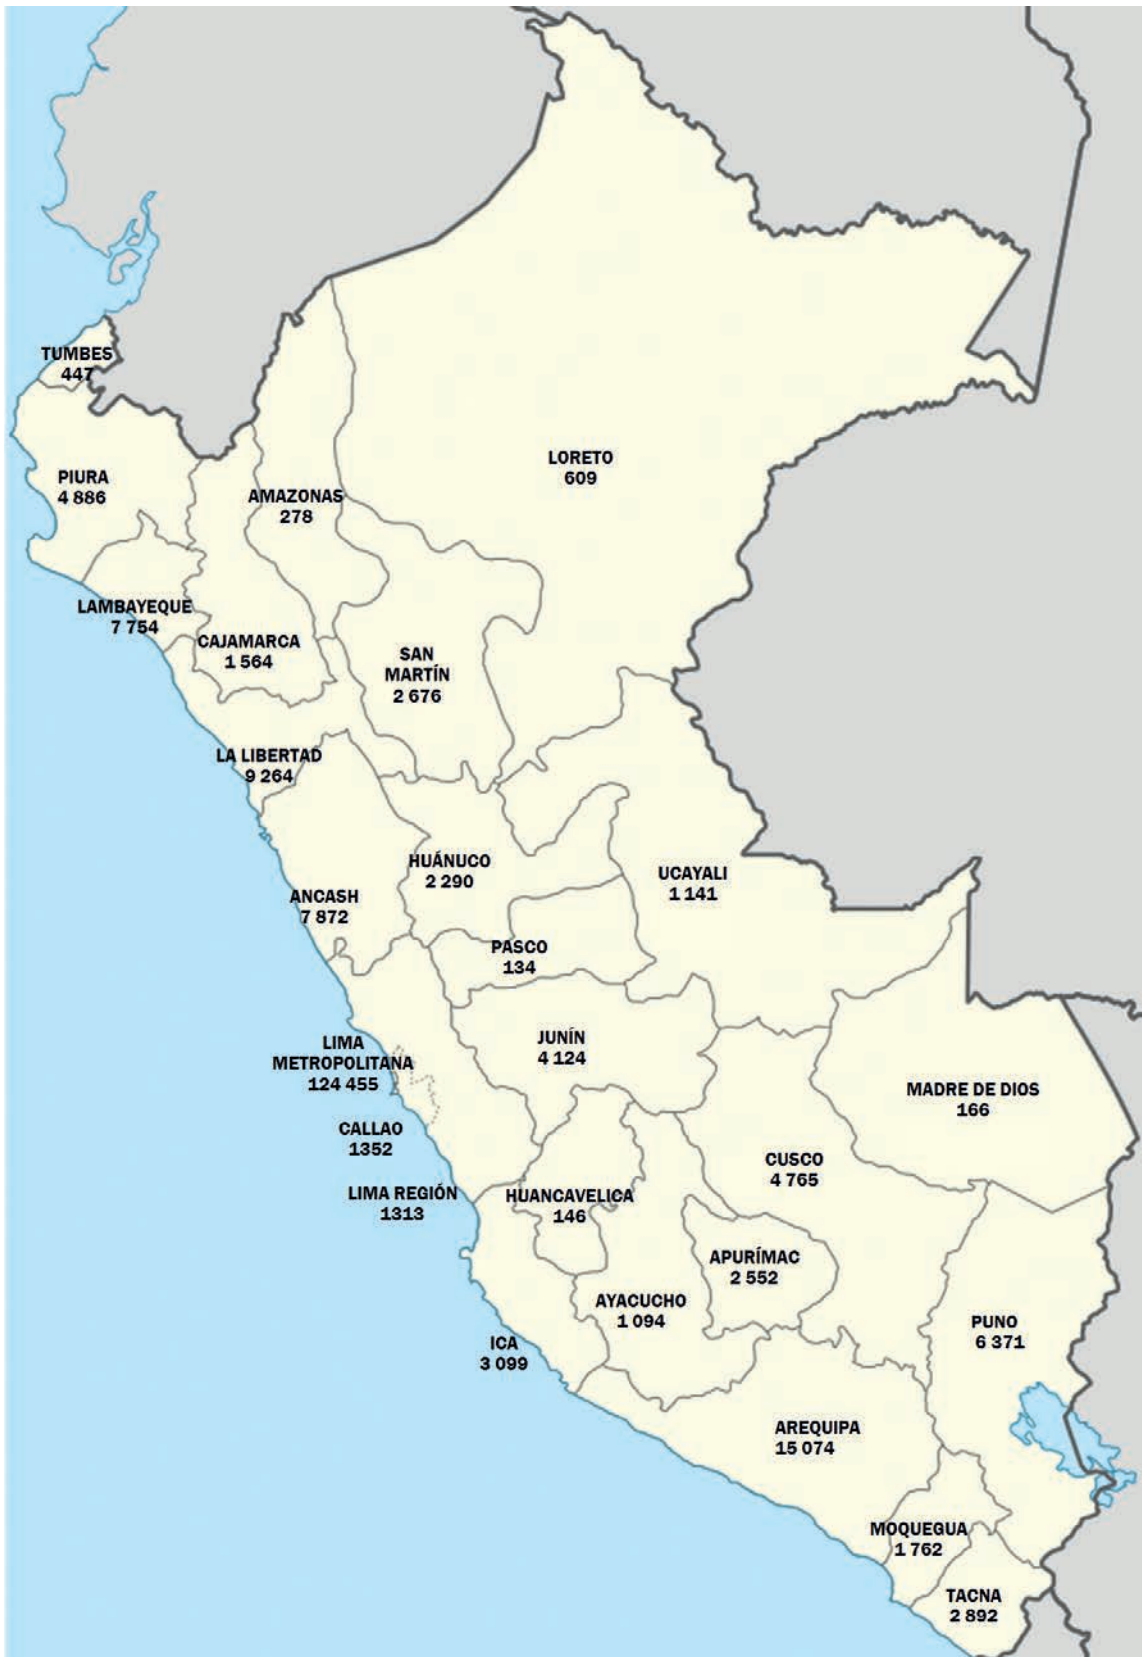 TUMBES
447
PIURA
4 886
LORETO
609
AMAZONAS
278
LAMBAYEQUE
7 754
CAJAMARCA
1 564
SAN
MARTÍN
2 676
LA LIBERTAD
9 264
HUÁNUCO
2 290
UCAYALI
1 141
ANCASH
7 872
PASCO
134
LIMA
METROPOLITANA
124 455
JUNÍN
4 124
MADRE DE DIOS
166
CALLAO
1352
CUSCO
4 765
LIMA REGIÓN
1313
HUANCAVELICA
146
APURÍMAC
2 552
AYACUCHO
1 094
PUNO
6 371
ICA
3 099
AREQUIPA
15 074
MOQUEGUA
1 762
TACNA
2 892